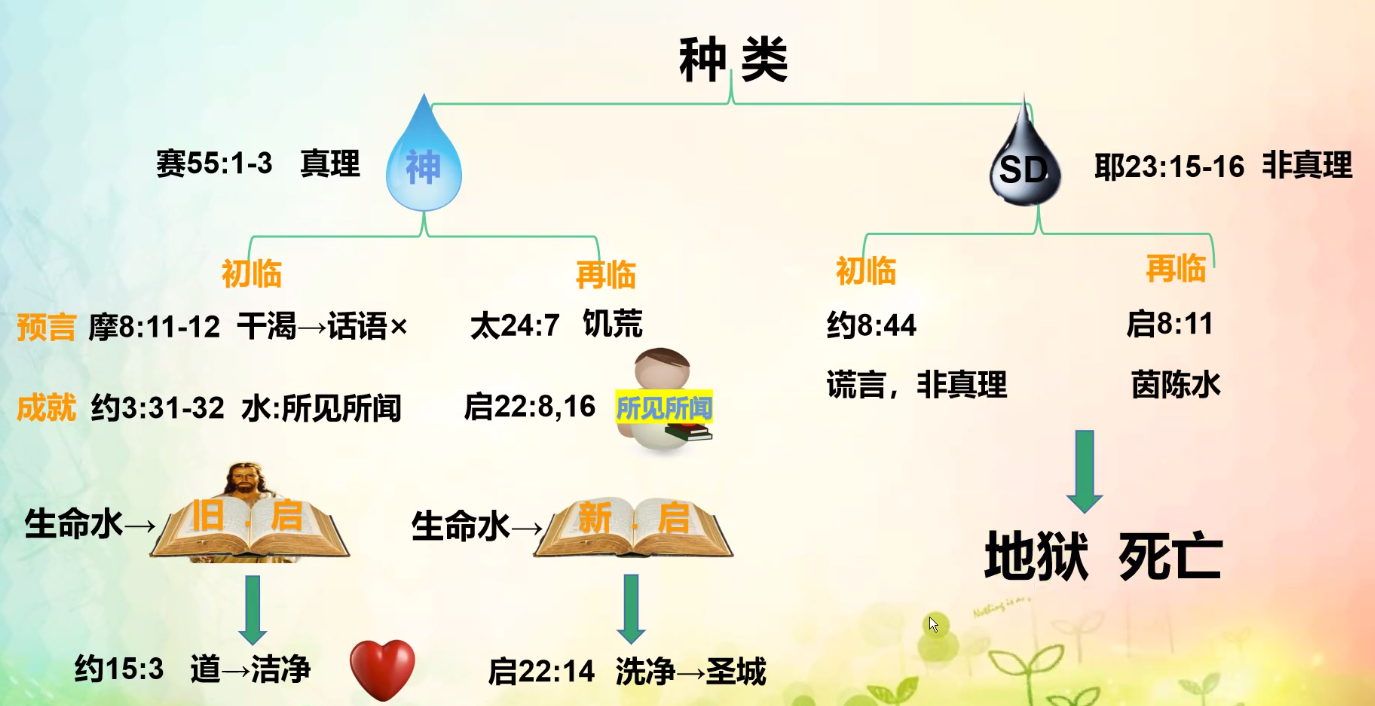 种 类
赛55:1-3 真理
神
SD
耶23:15-16 非真理
初临
再临
初临
再临
预言 摩8:11-12 干渴→话语×
太24:7 饥荒
约8:44
启8:11
谎言，非真理
茵陈水
成就 约3:31-32 水:所见所闻
启22:8,16 所见所闻
生命水→ 旧 . 启
生命水→ 新 . 启
地狱 死亡
Nothing is
约15:3 道→洁净
启22:14 洗净→圣城